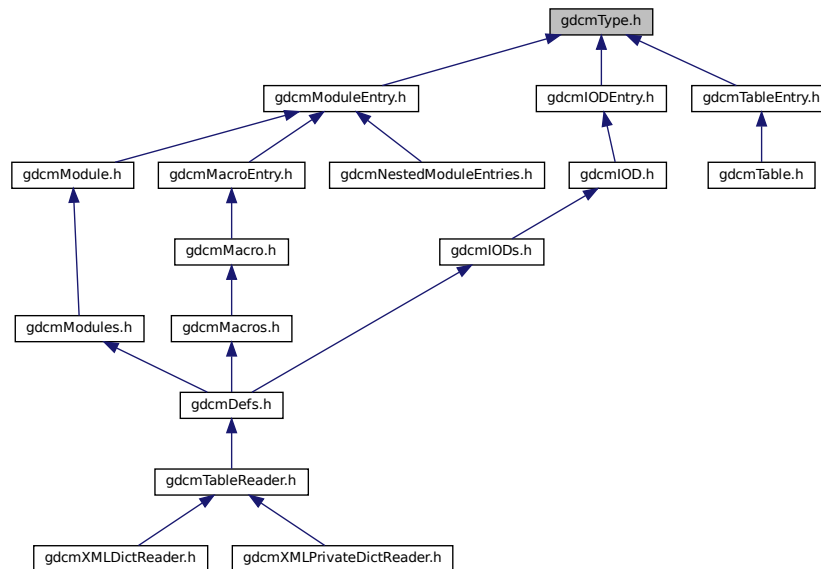 gdcmType.h
gdcmModuleEntry.h
gdcmIODEntry.h
gdcmTableEntry.h
gdcmModule.h
gdcmMacroEntry.h
gdcmNestedModuleEntries.h
gdcmIOD.h
gdcmTable.h
gdcmMacro.h
gdcmIODs.h
gdcmModules.h
gdcmMacros.h
gdcmDefs.h
gdcmTableReader.h
gdcmXMLDictReader.h
gdcmXMLPrivateDictReader.h